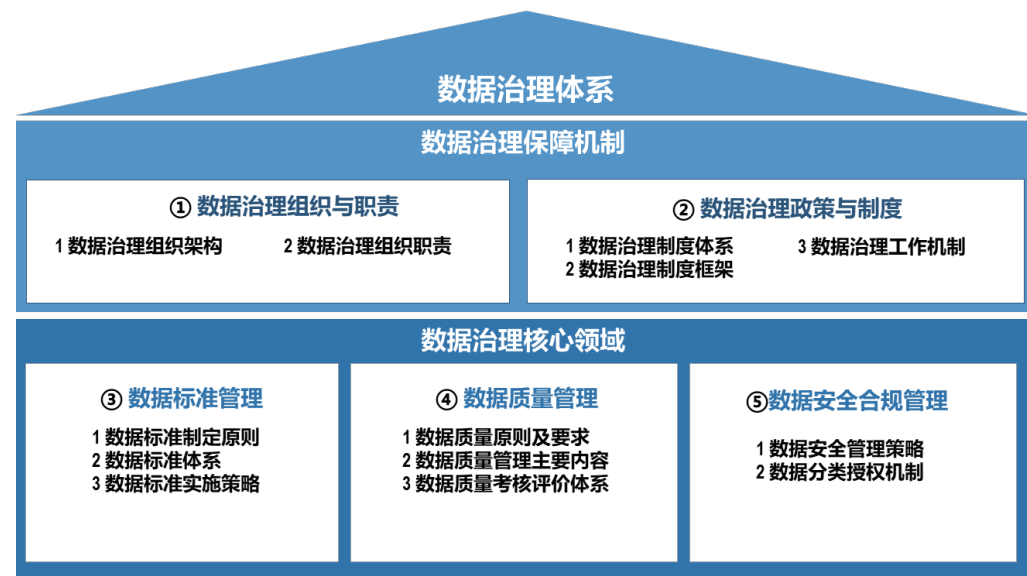 数据治理体系
数据治理保障机制
① 数据治理组织与职责
1 数据治理组织架构
2 数据治理组织职责
② 数据治理政策与制度
1 数据治理制度体系
2 数据治理制度框架
3 数据治理工作机制
数据治理核心领域
③ 数据标准管理
1 数据标准制定原则
2 数据标准体系
3 数据标准实施策略
④ 数据质量管理
1 数据质量原则及要求
2 数据质量管理主要内容
3 数据质量考核评价体系
⑤数据安全合规管理
1 数据安全管理策略
2 数据分类授权机制